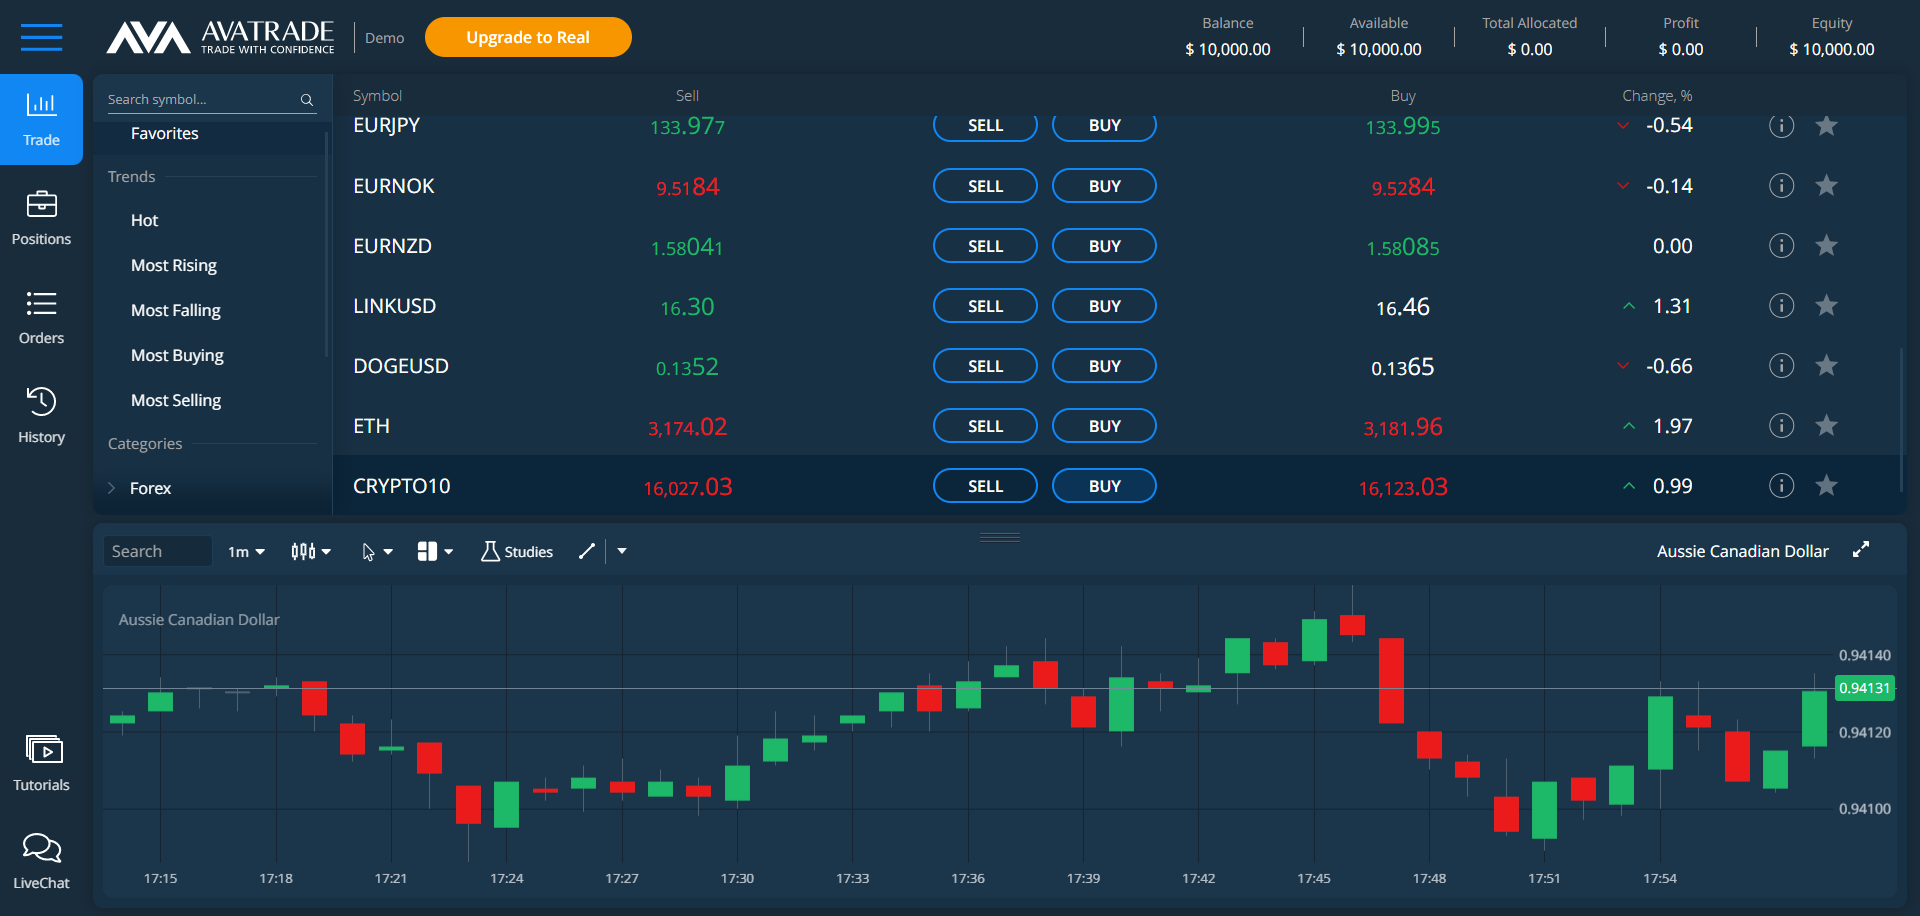 AVA AVATRADE
TRADE WITH CONFIDENCE
Demo
Upgrade to Real
Balance
$ 10,000.00
Available
$ 10,000.00
Total Allocated
$ 0.00
Profit
$ 0.00
Equity
$ 10,000.00
Trade
Positions
Orders
History
Tutorials
LiveChat
Search symbol...
Favorites
Trends
Hot
Most Rising
Most Falling
Most Buying
Most Selling
Categories
Forex
Symbol Sell Buy Change, %
EURJPY 133.977 SELL BUY 133.995 -0.54
EURNOK 9.5184 SELL BUY 9.5284 -0.14
EURNZD 1.58041 SELL BUY 1.58085 0.00
LINKUSD 16.30 SELL BUY 16.46 1.31
DOGEUSD 0.1352 SELL BUY 0.1365 -0.66
ETH 3,174.02 SELL BUY 3,181.96 1.97
CRYPTO10 16,027.03 SELL BUY 16,123.03 0.99
Search 1m Studies Aussie Canadian Dollar
Aussie Canadian Dollar
0.94140
0.94131
0.94120
0.94100
17:15 17:18 17:21 17:24 17:27 17:30 17:33 17:36 17:39 17:42 17:45 17:48 17:51 17:54